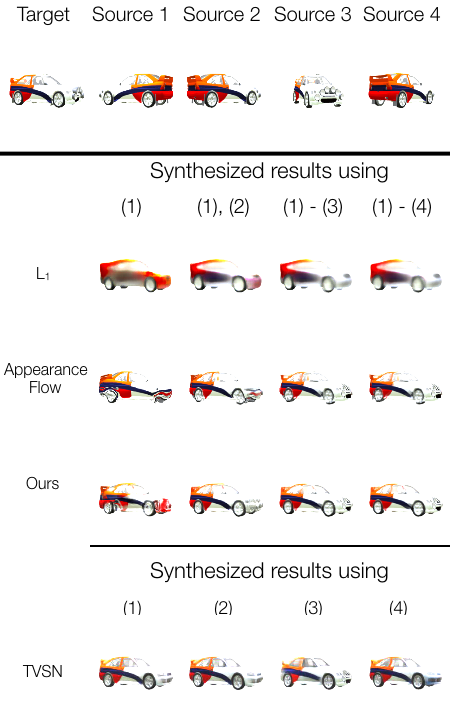 Target Source 1 Source 2 Source 3 Source 4
Synthesized results using
(1) (1), (2) (1) - (3) (1) - (4)
L₁
Appearance
Flow
Ours
Synthesized results using
(1) (2) (3) (4)
TVSN